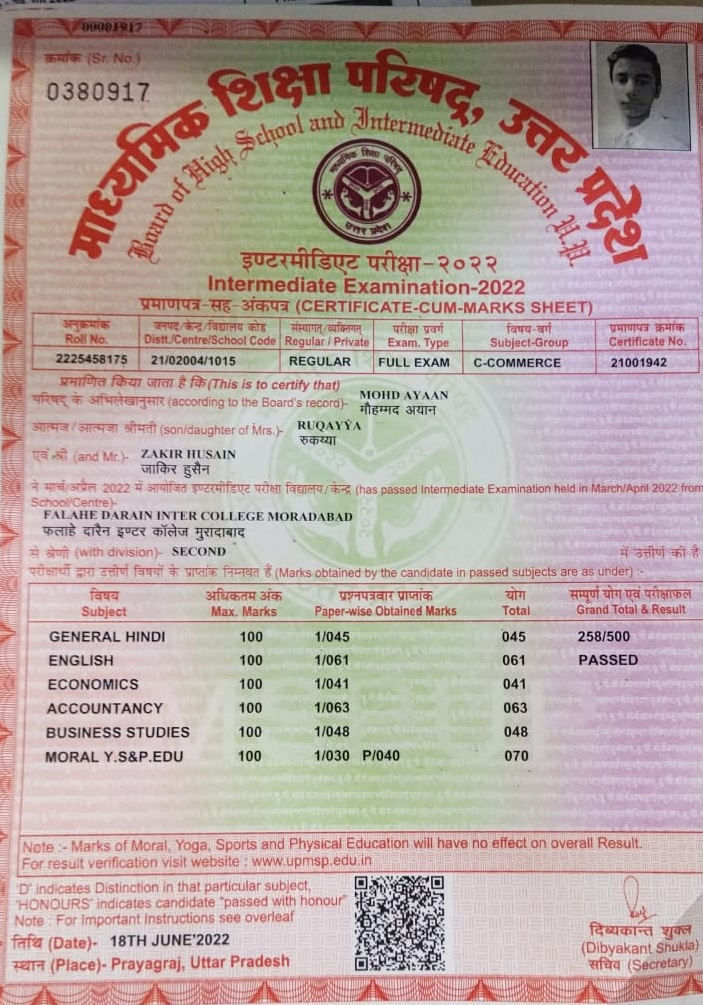 00081917
क्रमांक (Sr. No.)
0380917
माध्यमिक शिक्षा परिषद्, उत्तर प्रदेश
Board of High School and Intermediate Education U.P.
माध्यमिक शिक्षा परिषद्
उत्तर प्रदेश
इण्टरमीडिएट परीक्षा-२०२२
Intermediate Examination-2022
प्रमाणपत्र-सह-अंकपत्र (CERTIFICATE-CUM-MARKS SHEET)
अनुक्रमांक जनपद/केन्द्र/विद्यालय कोड संस्थागत/व्यक्तिगत परीक्षा प्रवर्ग विषय-वर्ग प्रमाणपत्र क्रमांक
Roll No. Distt./Centre/School Code Regular / Private Exam. Type Subject-Group Certificate No.
2225458175 21/02004/1015 REGULAR FULL EXAM C-COMMERCE 21001942
प्रमाणित किया जाता है कि (This is to certify that)
परिषद् के अभिलेखानुसार (according to the Board's record)- MOHD AYAAN
मौहम्मद अयान
आत्मज/आत्मजा श्रीमती (son/daughter of Mrs.)- RUQAYYA
रुकय्या
एवं श्री (and Mr.)- ZAKIR HUSAIN
जाकिर हुसैन
ने मार्च/अप्रैल 2022 में आयोजित इण्टरमीडिएट परीक्षा विद्यालय/केन्द्र (has passed Intermediate Examination held in March/April 2022 from
School/Centre)-
FALAHE DARAIN INTER COLLEGE MORADABAD
फलाहे दारैन इण्टर कॉलेज मुरादाबाद
से श्रेणी (with division)- SECOND में उत्तीर्ण की है
परीक्षार्थी द्वारा उत्तीर्ण विषयों के प्राप्तांक निम्नवत हैं (Marks obtained by the candidate in passed subjects are as under) :-
विषय अधिकतम अंक प्रश्नपत्रवार प्राप्तांक योग सम्पूर्ण योग एवं परीक्षाफल
Subject Max. Marks Paper-wise Obtained Marks Total Grand Total & Result
GENERAL HINDI 100 1/045 045 258/500
ENGLISH 100 1/061 061 PASSED
ECONOMICS 100 1/041 041
ACCOUNTANCY 100 1/063 063
BUSINESS STUDIES 100 1/048 048
MORAL Y.S&P.EDU 100 1/030 P/040 070
Note :- Marks of Moral, Yoga, Sports and Physical Education will have no effect on overall Result.
For result verification visit website : www.upmsp.edu.in
'D' indicates Distinction in that particular subject,
'HONOURS' indicates candidate "passed with honour"
Note : For Important Instructions see overleaf
तिथि (Date)- 18TH JUNE'2022
स्थान (Place)- Prayagraj, Uttar Pradesh
दिब्यकान्त शुक्ल
(Dibyakant Shukla)
सचिव (Secretary)